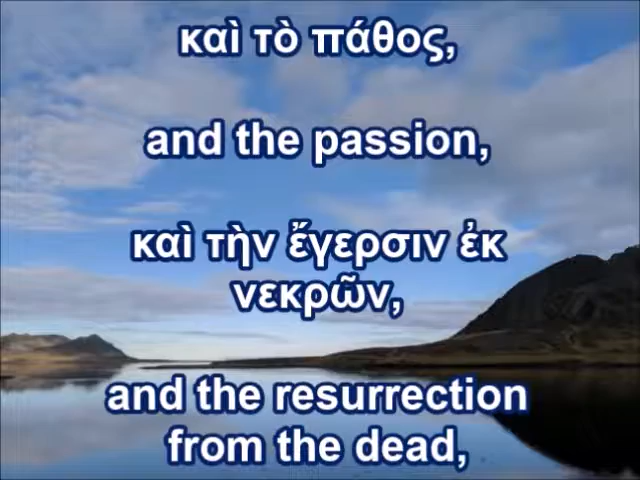 καὶ τὸ πάθος,
and the passion,
καὶ τὴν ἔγερσιν ἐκ
νεκρῶν,
and the resurrection
from the dead,